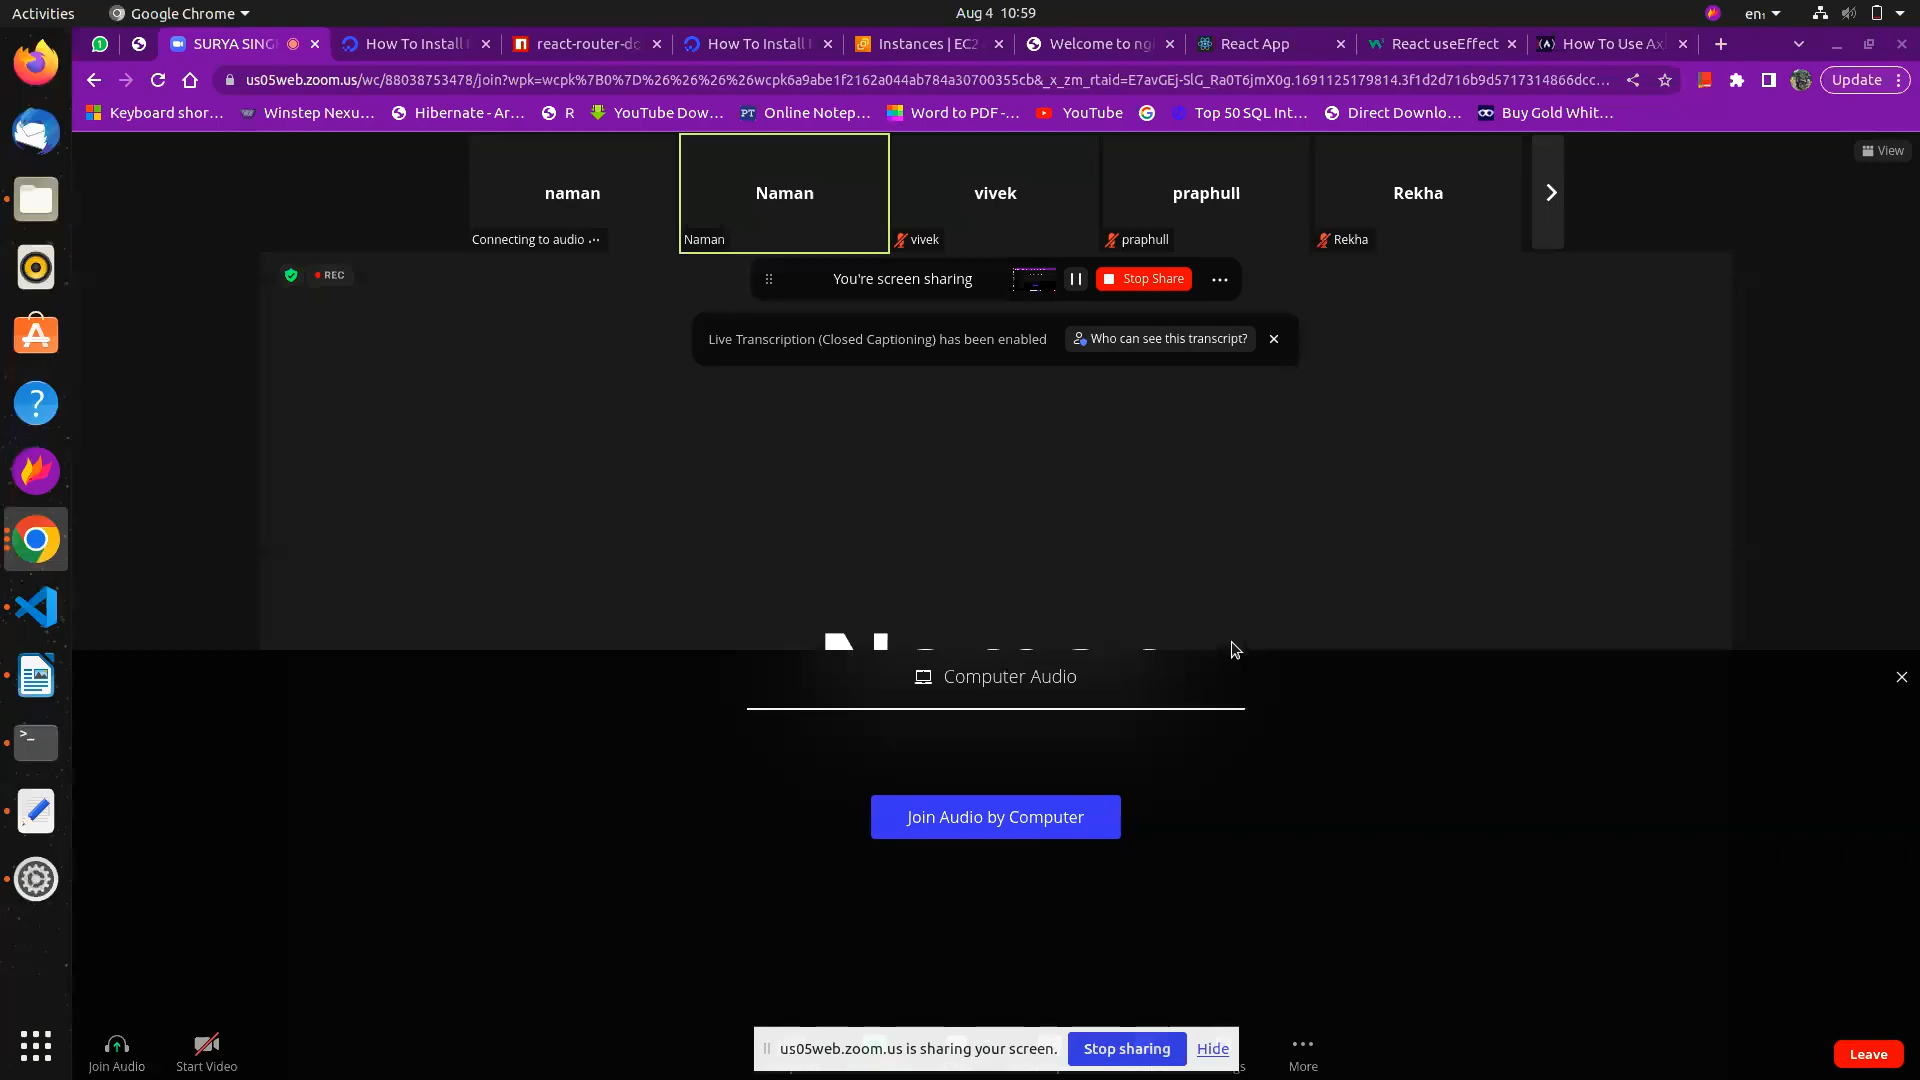 Activities
Google Chrome
Aug 4 10:59
en₁
SURYA SING
How To Install
react-router-do
How To Install
Instances | EC2
Welcome to ng
React App
React useEffect
How To Use Ax
us05web.zoom.us/wc/88038753478/join?wpk=wcpk%7B0%7D%26%26%26%26wcpk6a9abe1f2162a044ab784a30700355cb&_x_zm_rtaid=E7avGEj-SlG_Ra0T6jmX0g.1691125179814.3f1d2d716b9d5717314866dcc...
Update
Keyboard shor...
Winstep Nexu...
Hibernate - Ar...
R
YouTube Dow...
Online Notep...
Word to PDF -...
YouTube
Top 50 SQL Int...
Direct Downlo...
Buy Gold Whit...
View
naman
Naman
vivek
praphull
Rekha
Connecting to audio ···
Naman
vivek
praphull
Rekha
REC
You're screen sharing
Stop Share
Live Transcription (Closed Captioning) has been enabled
Who can see this transcript?
Computer Audio
Join Audio by Computer
us05web.zoom.us is sharing your screen.
Stop sharing
Hide
Leave
Join Audio
Start Video
More